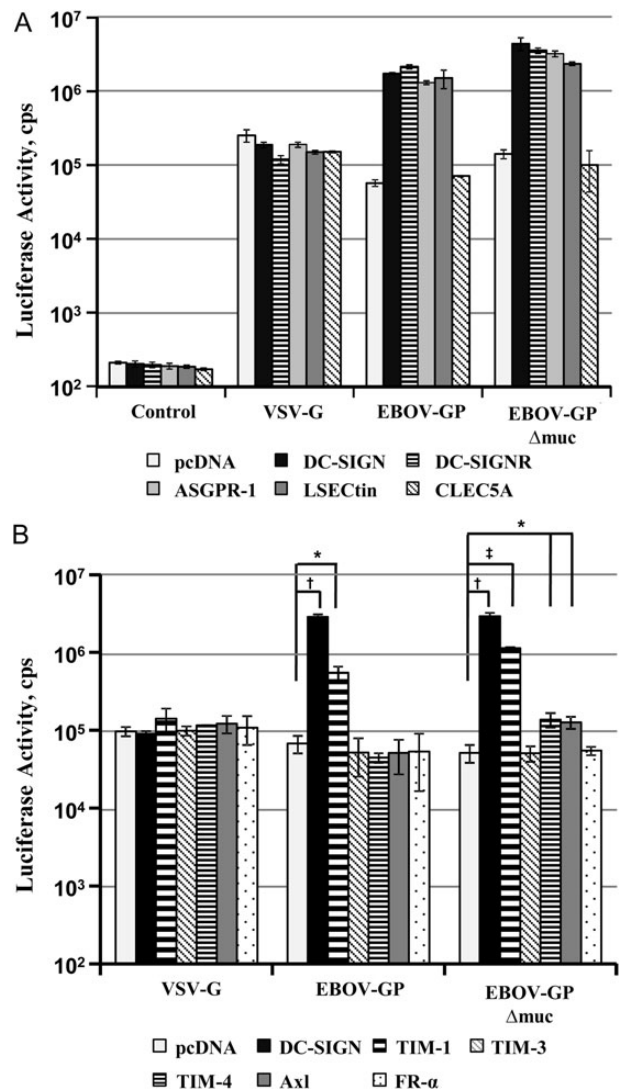 A
Luciferase Activity, cps
10⁷
10⁶
10⁵
10⁴
10³
10²
Control VSV-G EBOV-GP EBOV-GP Δmuc
pcDNA DC-SIGN DC-SIGNR
ASGPR-1 LSECtin CLEC5A
B
Luciferase Activity, cps
10⁷
10⁶
10⁵
10⁴
10³
10²
* *
† † ‡
VSV-G EBOV-GP EBOV-GP Δmuc
pcDNA DC-SIGN TIM-1 TIM-3
TIM-4 Axl FR-α